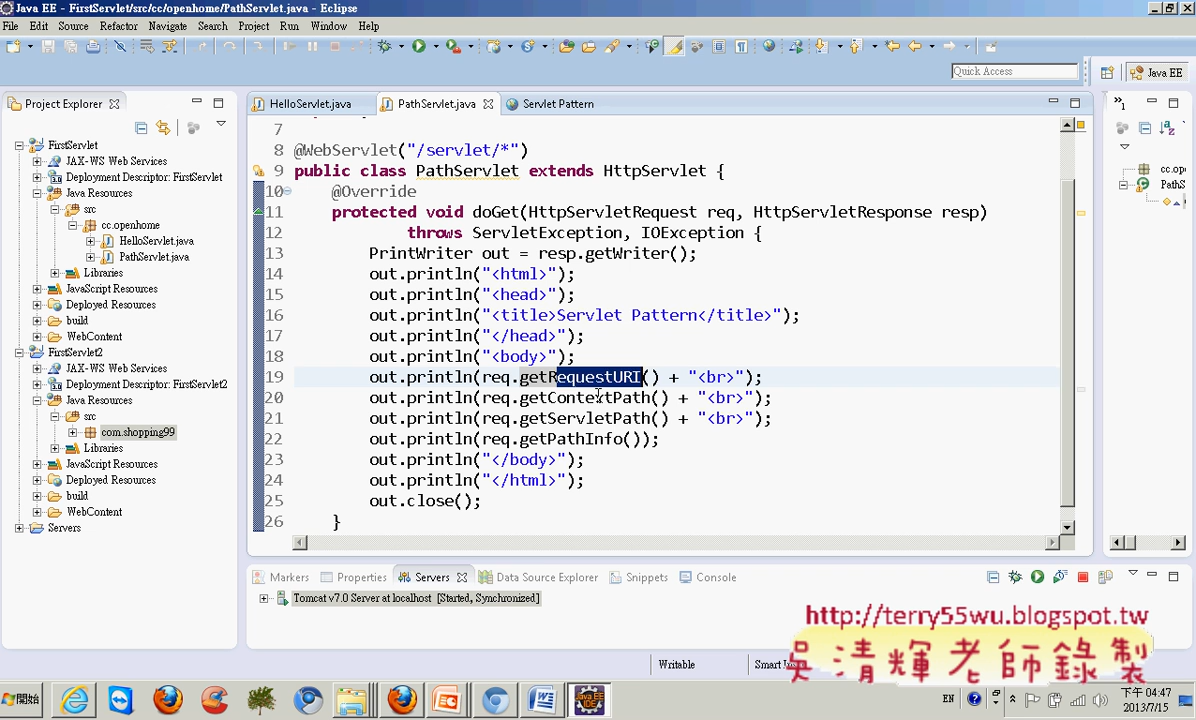 Java EE - FirstServlet/src/cc/openhome/PathServlet.java - Eclipse
File Edit Source Refactor Navigate Search Project Run Window Help
Quick Access
Java EE
Project Explorer
FirstServlet
JAX-WS Web Services
Deployment Descriptor: FirstServlet
Java Resources
src
cc.openhome
HelloServlet.java
PathServlet.java
Libraries
JavaScript Resources
Deployed Resources
build
WebContent
FirstServlet2
JAX-WS Web Services
Deployment Descriptor: FirstServlet2
Java Resources
src
com.shopping99
Libraries
JavaScript Resources
Deployed Resources
build
WebContent
Servers
HelloServlet.java PathServlet.java Servlet Pattern
7
8 @WebServlet("/servlet/*")
9 public class PathServlet extends HttpServlet {
10 @Override
11 protected void doGet(HttpServletRequest req, HttpServletResponse resp)
12 throws ServletException, IOException {
13 PrintWriter out = resp.getWriter();
14 out.println("<html>");
15 out.println("<head>");
16 out.println("<title>Servlet Pattern</title>");
17 out.println("</head>");
18 out.println("<body>");
19 out.println(req.getRequestURI() + "<br>");
20 out.println(req.getContextPath() + "<br>");
21 out.println(req.getServletPath() + "<br>");
22 out.println(req.getPathInfo());
23 out.println("</body>");
24 out.println("</html>");
25 out.close();
26 }
cc.op
PathS
Markers Properties Servers Data Source Explorer Snippets Console
Tomcat v7.0 Server at localhost [Started, Synchronized]
http://terry55wu.blogspot.tw
吳清輝老師錄製
Writable
Smart
開始
EN
下午 04:47
2013/7/15